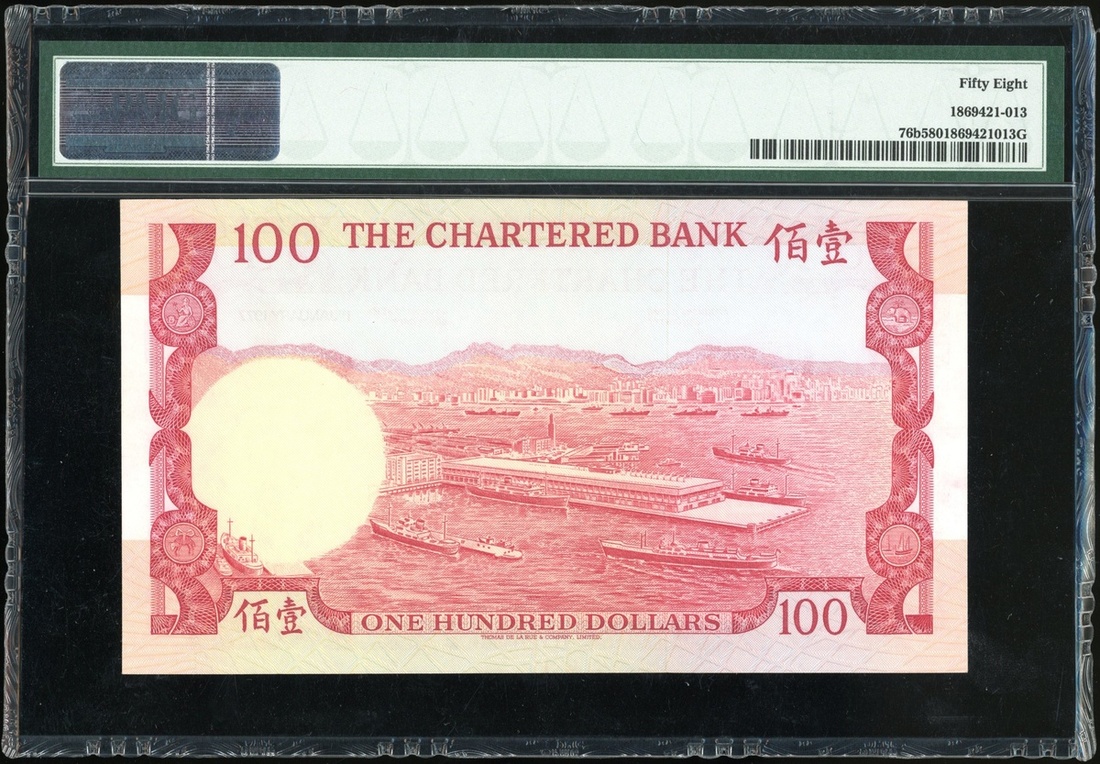 Fifty Eight
1869421-013
76b5801869421013G
100 THE CHARTERED BANK 佰壹
佰壹 ONE HUNDRED DOLLARS 100
THOMAS DE LA RUE & COMPANY, LIMITED.